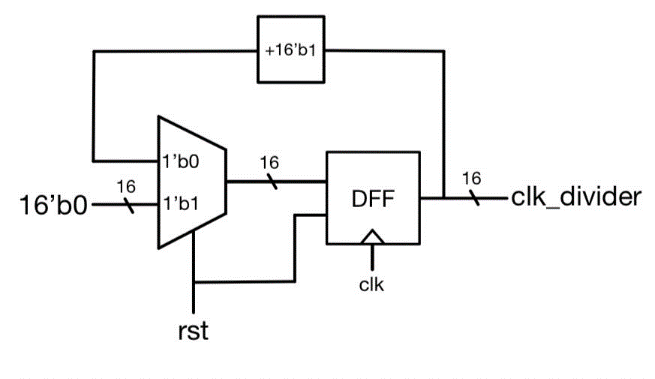 +16'b1
1'b0
16
16
16
16'b0
1'b1
DFF
clk_divider
clk
rst